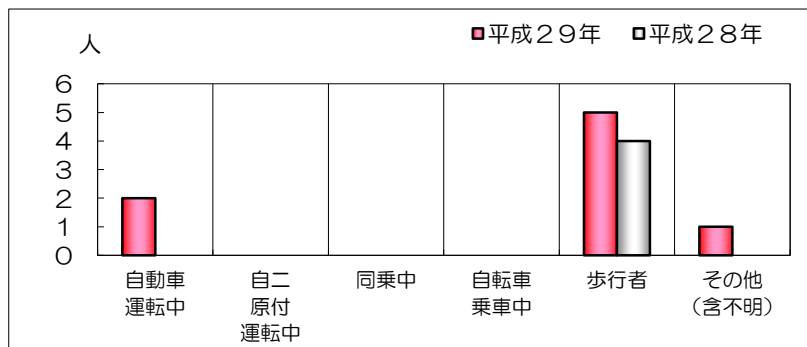 人
平成２９年 平成２８年
6
5
4
3
2
1
0
自動車
運転中
自二
原付
運転中
同乗中
自転車
乗車中
歩行者
その他
（含不明）